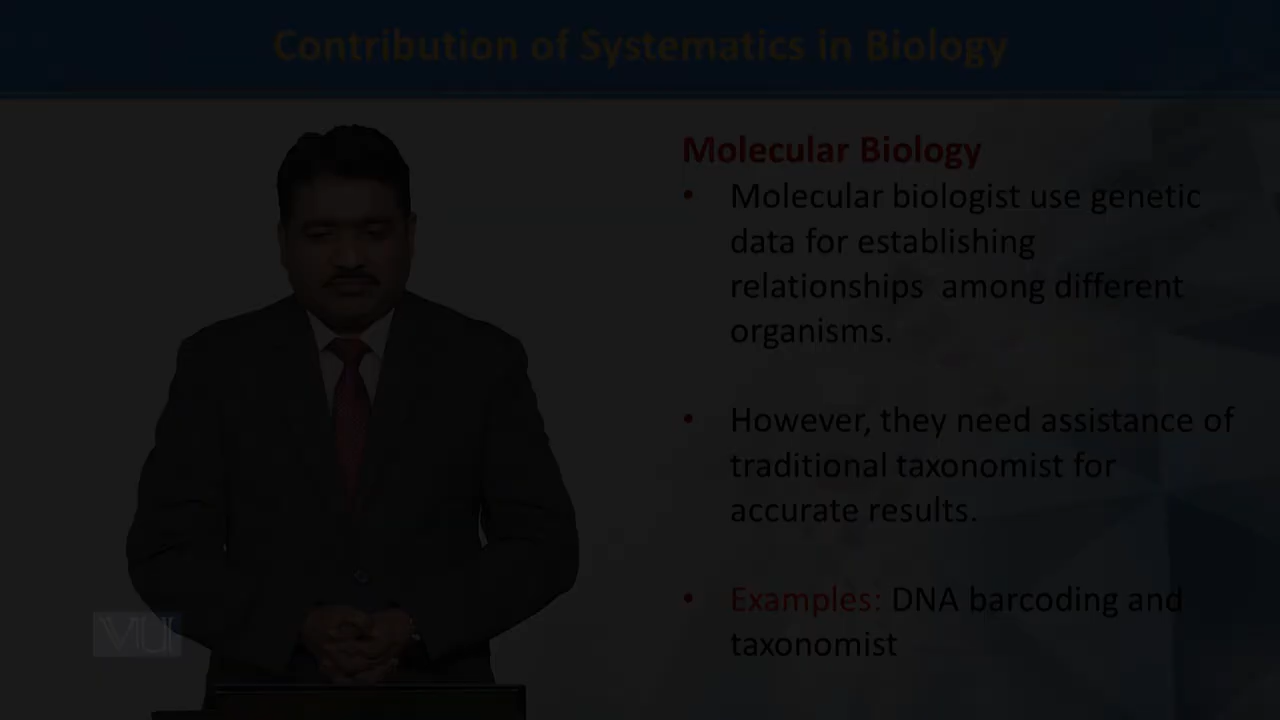 Contribution of Systematics in Biology
Molecular Biology
• Molecular biologist use genetic
data for establishing
relationships among different
organisms.
• However, they need assistance of
traditional taxonomist for
accurate results.
• Examples: DNA barcoding and
taxonomist
VU